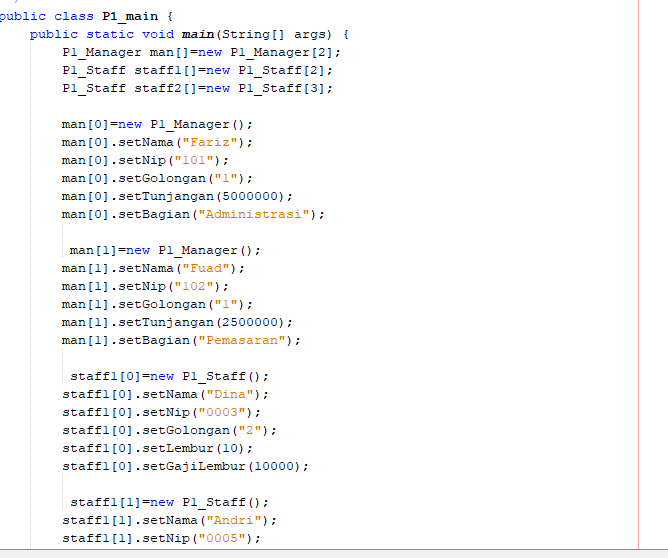 public class P1_main {
public static void main(String[] args) {
P1_Manager man[]=new P1_Manager[2];
P1_Staff staff1[]=new P1_Staff[2];
P1_Staff staff2[]=new P1_Staff[3];
man[0]=new P1_Manager();
man[0].setNama("Fariz");
man[0].setNip("101");
man[0].setGolongan("1");
man[0].setTunjangan(5000000);
man[0].setBagian("Administrasi");
man[1]=new P1_Manager();
man[1].setNama("Fuad");
man[1].setNip("102");
man[1].setGolongan("1");
man[1].setTunjangan(2500000);
man[1].setBagian("Pemasaran");
staff1[0]=new P1_Staff();
staff1[0].setNama("Dina");
staff1[0].setNip("0003");
staff1[0].setGolongan("2");
staff1[0].setLembur(10);
staff1[0].setGajiLembur(10000);
staff1[1]=new P1_Staff();
staff1[1].setNama("Andri");
staff1[1].setNip("0005");